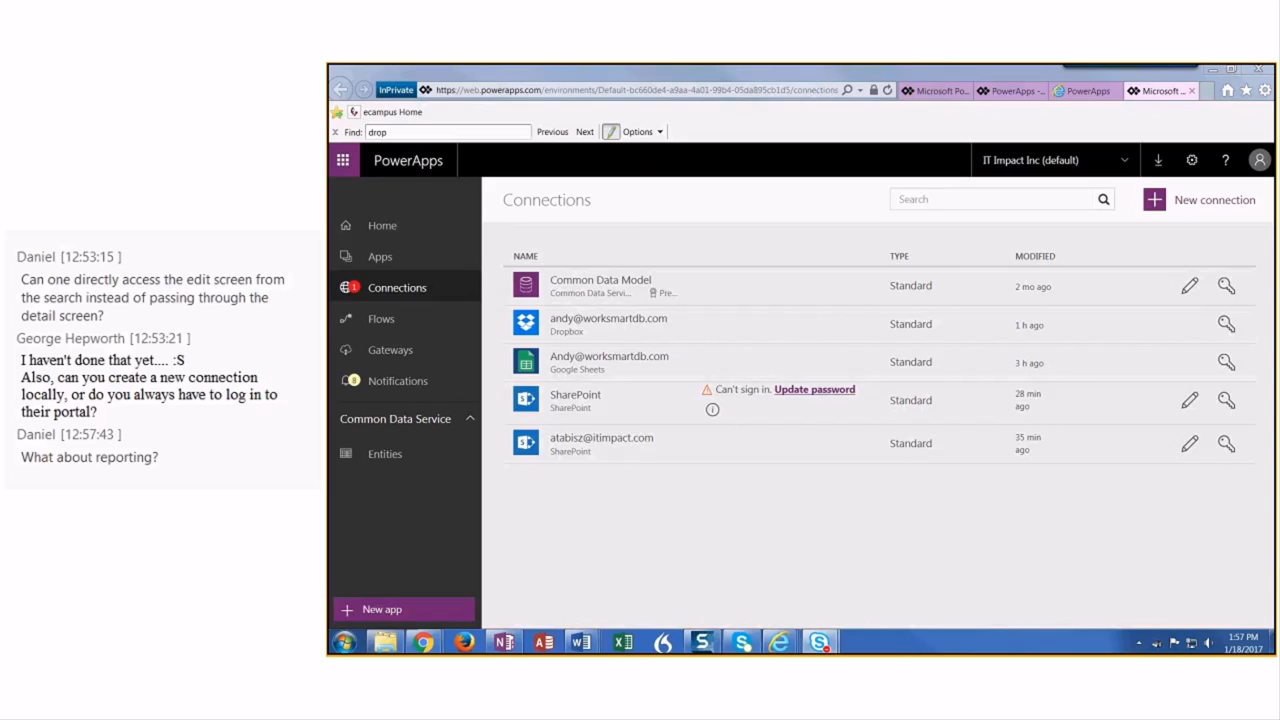 Daniel [12:53:15 ]
Can one directly access the edit screen from
the search instead of passing through the
detail screen?
George Hepworth [12:53:21 ]
I haven't done that yet.... :S
Also, can you create a new connection
locally, or do you always have to log in to
their portal?
Daniel [12:57:43 ]
What about reporting?
InPrivate https://web.powerapps.com/environments/Default-bc660de4-a9aa-4a01-99b4-05da895cb1d5/connections Microsoft Po... PowerApps -... PowerApps Microsoft ...
ecampus Home
x Find: drop Previous Next Options
PowerApps IT Impact Inc (default) ?
Connections Search New connection
Home
Apps
1 Connections
Flows
Gateways
8 Notifications
Common Data Service
Entities
New app
NAME TYPE MODIFIED
Common Data Model Standard 2 mo ago
Common Data Servi... Pre...
andy@worksmartdb.com Standard 1 h ago
Dropbox
Andy@worksmartdb.com Standard 3 h ago
Google Sheets
SharePoint Can't sign in. Update password Standard 28 min
SharePoint ago
atabisz@itimpact.com Standard 35 min
SharePoint ago
1:57 PM
1/18/2017